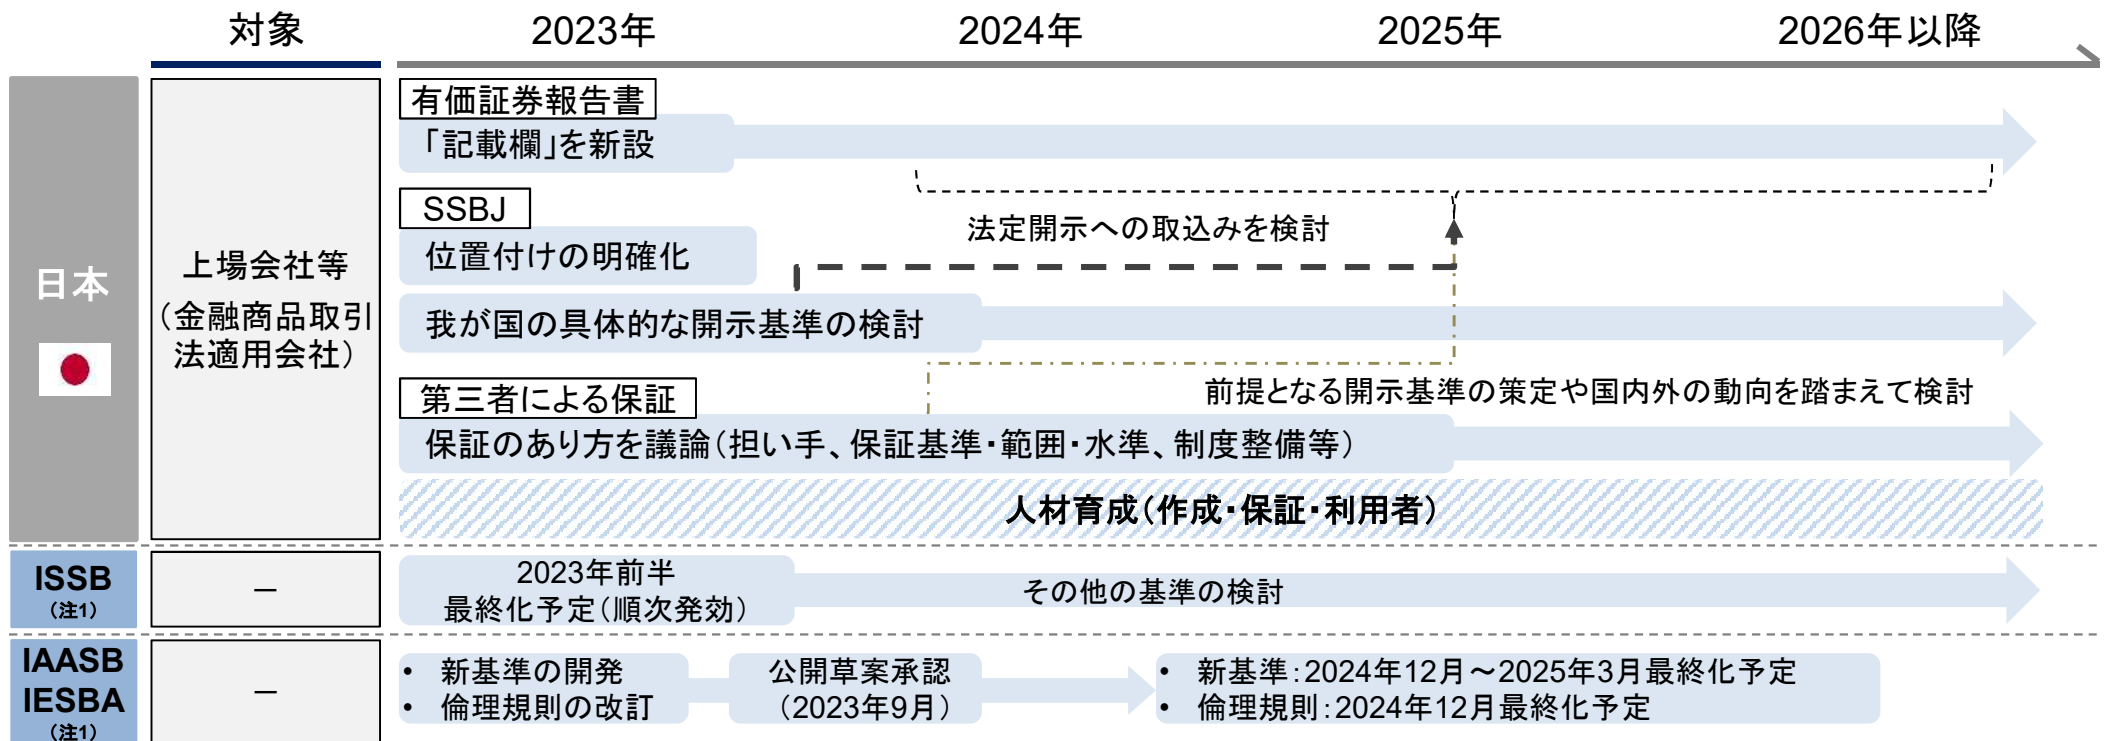 対象
2023年
2024年
2025年
2026年以降
日本
上場会社等
（金融商品取引
法適用会社）
有価証券報告書
「記載欄」を新設
SSBJ
位置付けの明確化
法定開示への取込みを検討
我が国の具体的な開示基準の検討
第三者による保証
前提となる開示基準の策定や国内外の動向を踏まえて検討
保証のあり方を議論（担い手、保証基準・範囲・水準、制度整備等）
人材育成（作成・保証・利用者）
ISSB
（注1）
－
2023年前半
最終化予定（順次発効）
その他の基準の検討
IAASB
IESBA
（注1）
－
• 新基準の開発
• 倫理規則の改訂
公開草案承認
（2023年9月）
• 新基準：2024年12月～2025年3月最終化予定
• 倫理規則：2024年12月最終化予定